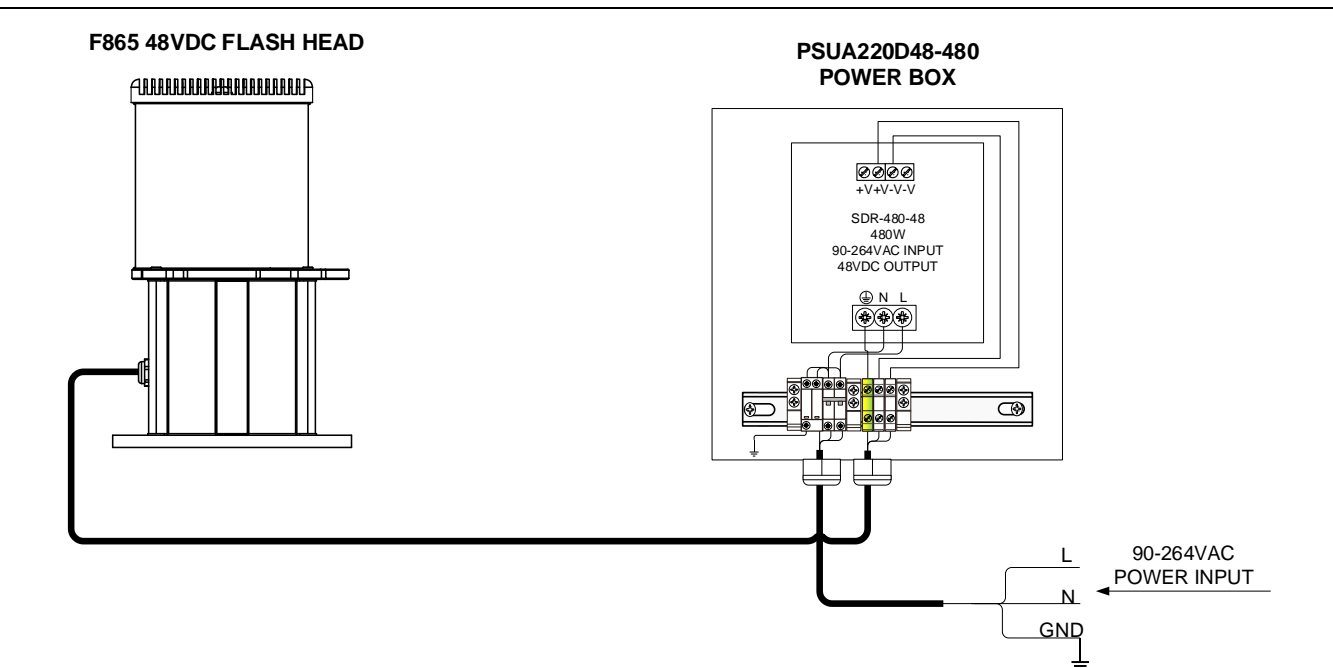 F865 48VDC FLASH HEAD
PSUA220D48-480
POWER BOX
+V+V-V-V
SDR-480-48
480W
90-264VAC INPUT
48VDC OUTPUT
N L
L
90-264VAC
POWER INPUT
N
GND